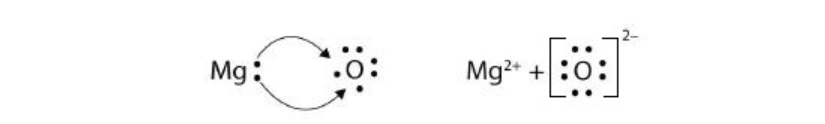 Mg: :O: Mg²⁺ + [:O:]²⁻